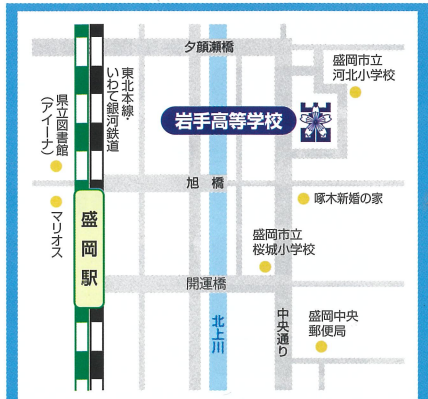 夕顔瀬橋
盛岡市立
河北小学校
東北本線・
いわて銀河鉄道
県立図書館
（アイーナ）
岩手高等学校
旭橋
マリオス
盛岡駅
啄木新婚の家
盛岡市立
桜城小学校
開運橋
北上川
中央通り
盛岡中央
郵便局